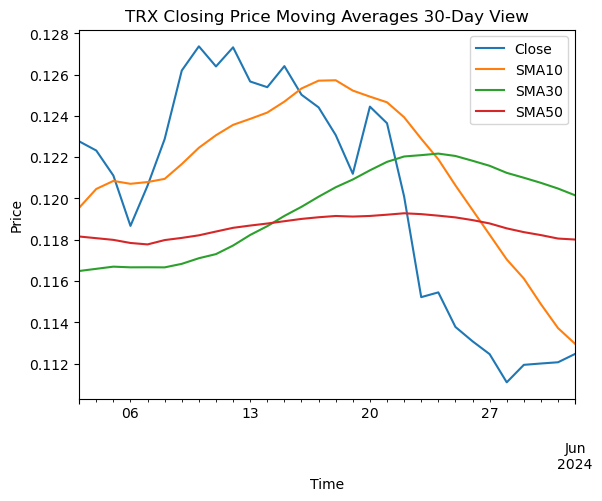 TRX Closing Price Moving Averages 30-Day View
Close
SMA10
SMA30
SMA50
0.128
0.126
0.124
0.122
0.120
0.118
0.116
0.114
0.112
Price
06
13
20
27
Jun
2024
Time